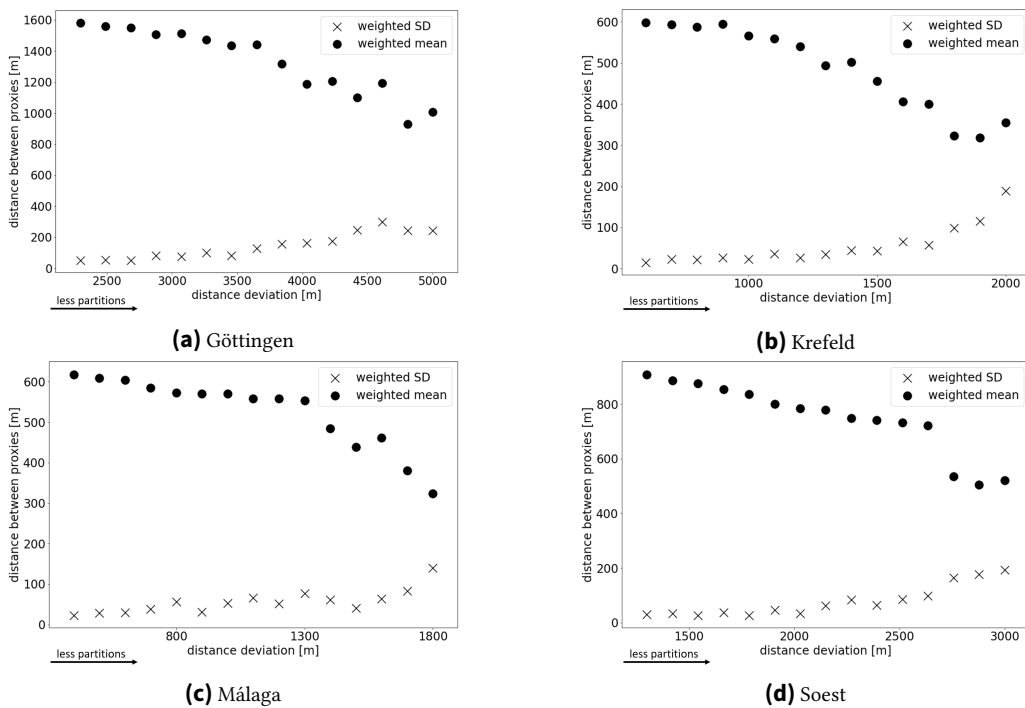 1600
1400
1200
1000
800
600
400
200
0
distance between proxies [m]
weighted SD
weighted mean
2500 3000 3500 4000 4500 5000
distance deviation [m]
less partitions
(a) Göttingen
600
500
400
300
200
100
0
distance between proxies [m]
weighted SD
weighted mean
1000 1500 2000
distance deviation [m]
less partitions
(b) Krefeld
600
500
400
300
200
100
0
distance between proxies [m]
weighted SD
weighted mean
800 1300 1800
distance deviation [m]
less partitions
(c) Málaga
800
600
400
200
0
distance between proxies [m]
weighted SD
weighted mean
1500 2000 2500 3000
distance deviation [m]
less partitions
(d) Soest